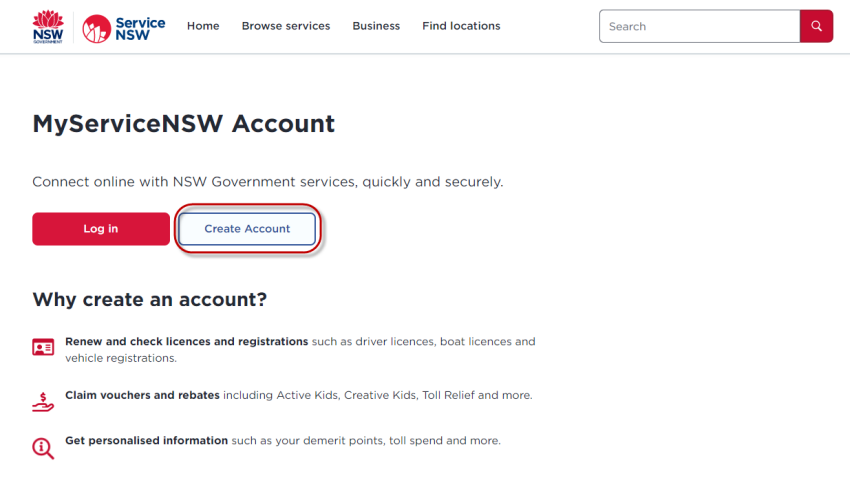 NSW
GOVERNMENT
Service
NSW
Home
Browse services
Business
Find locations
Search
MyServiceNSW Account
Connect online with NSW Government services, quickly and securely.
Log in
Create Account
Why create an account?
Renew and check licences and registrations such as driver licences, boat licences and
vehicle registrations.
Claim vouchers and rebates including Active Kids, Creative Kids, Toll Relief and more.
Get personalised information such as your demerit points, toll spend and more.